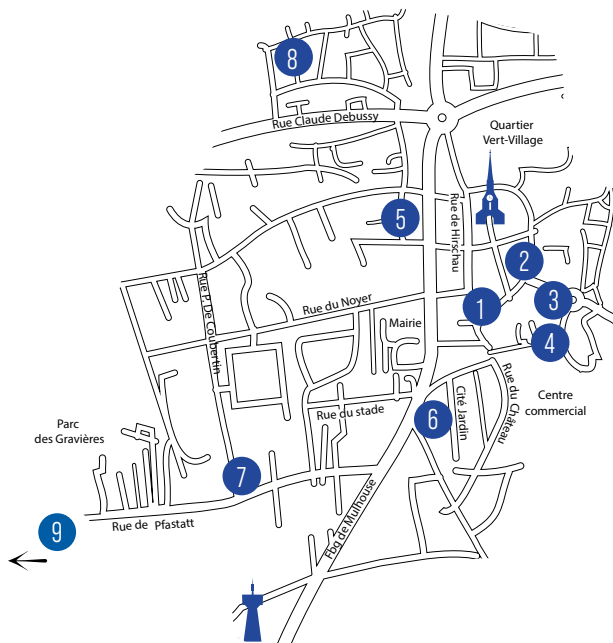 8
Rue Claude Debussy
Quartier
Vert-Village
Rue de Hirschau
5
2
3
1
4
Rue P. De Coubertin
Rue du Noyer
Mairie
Rue du stade
6
Cité Jardin
Rue du Château
Centre
commercial
Parc
des Gravières
7
9
Rue de Pfastatt
Fbg de Mulhouse